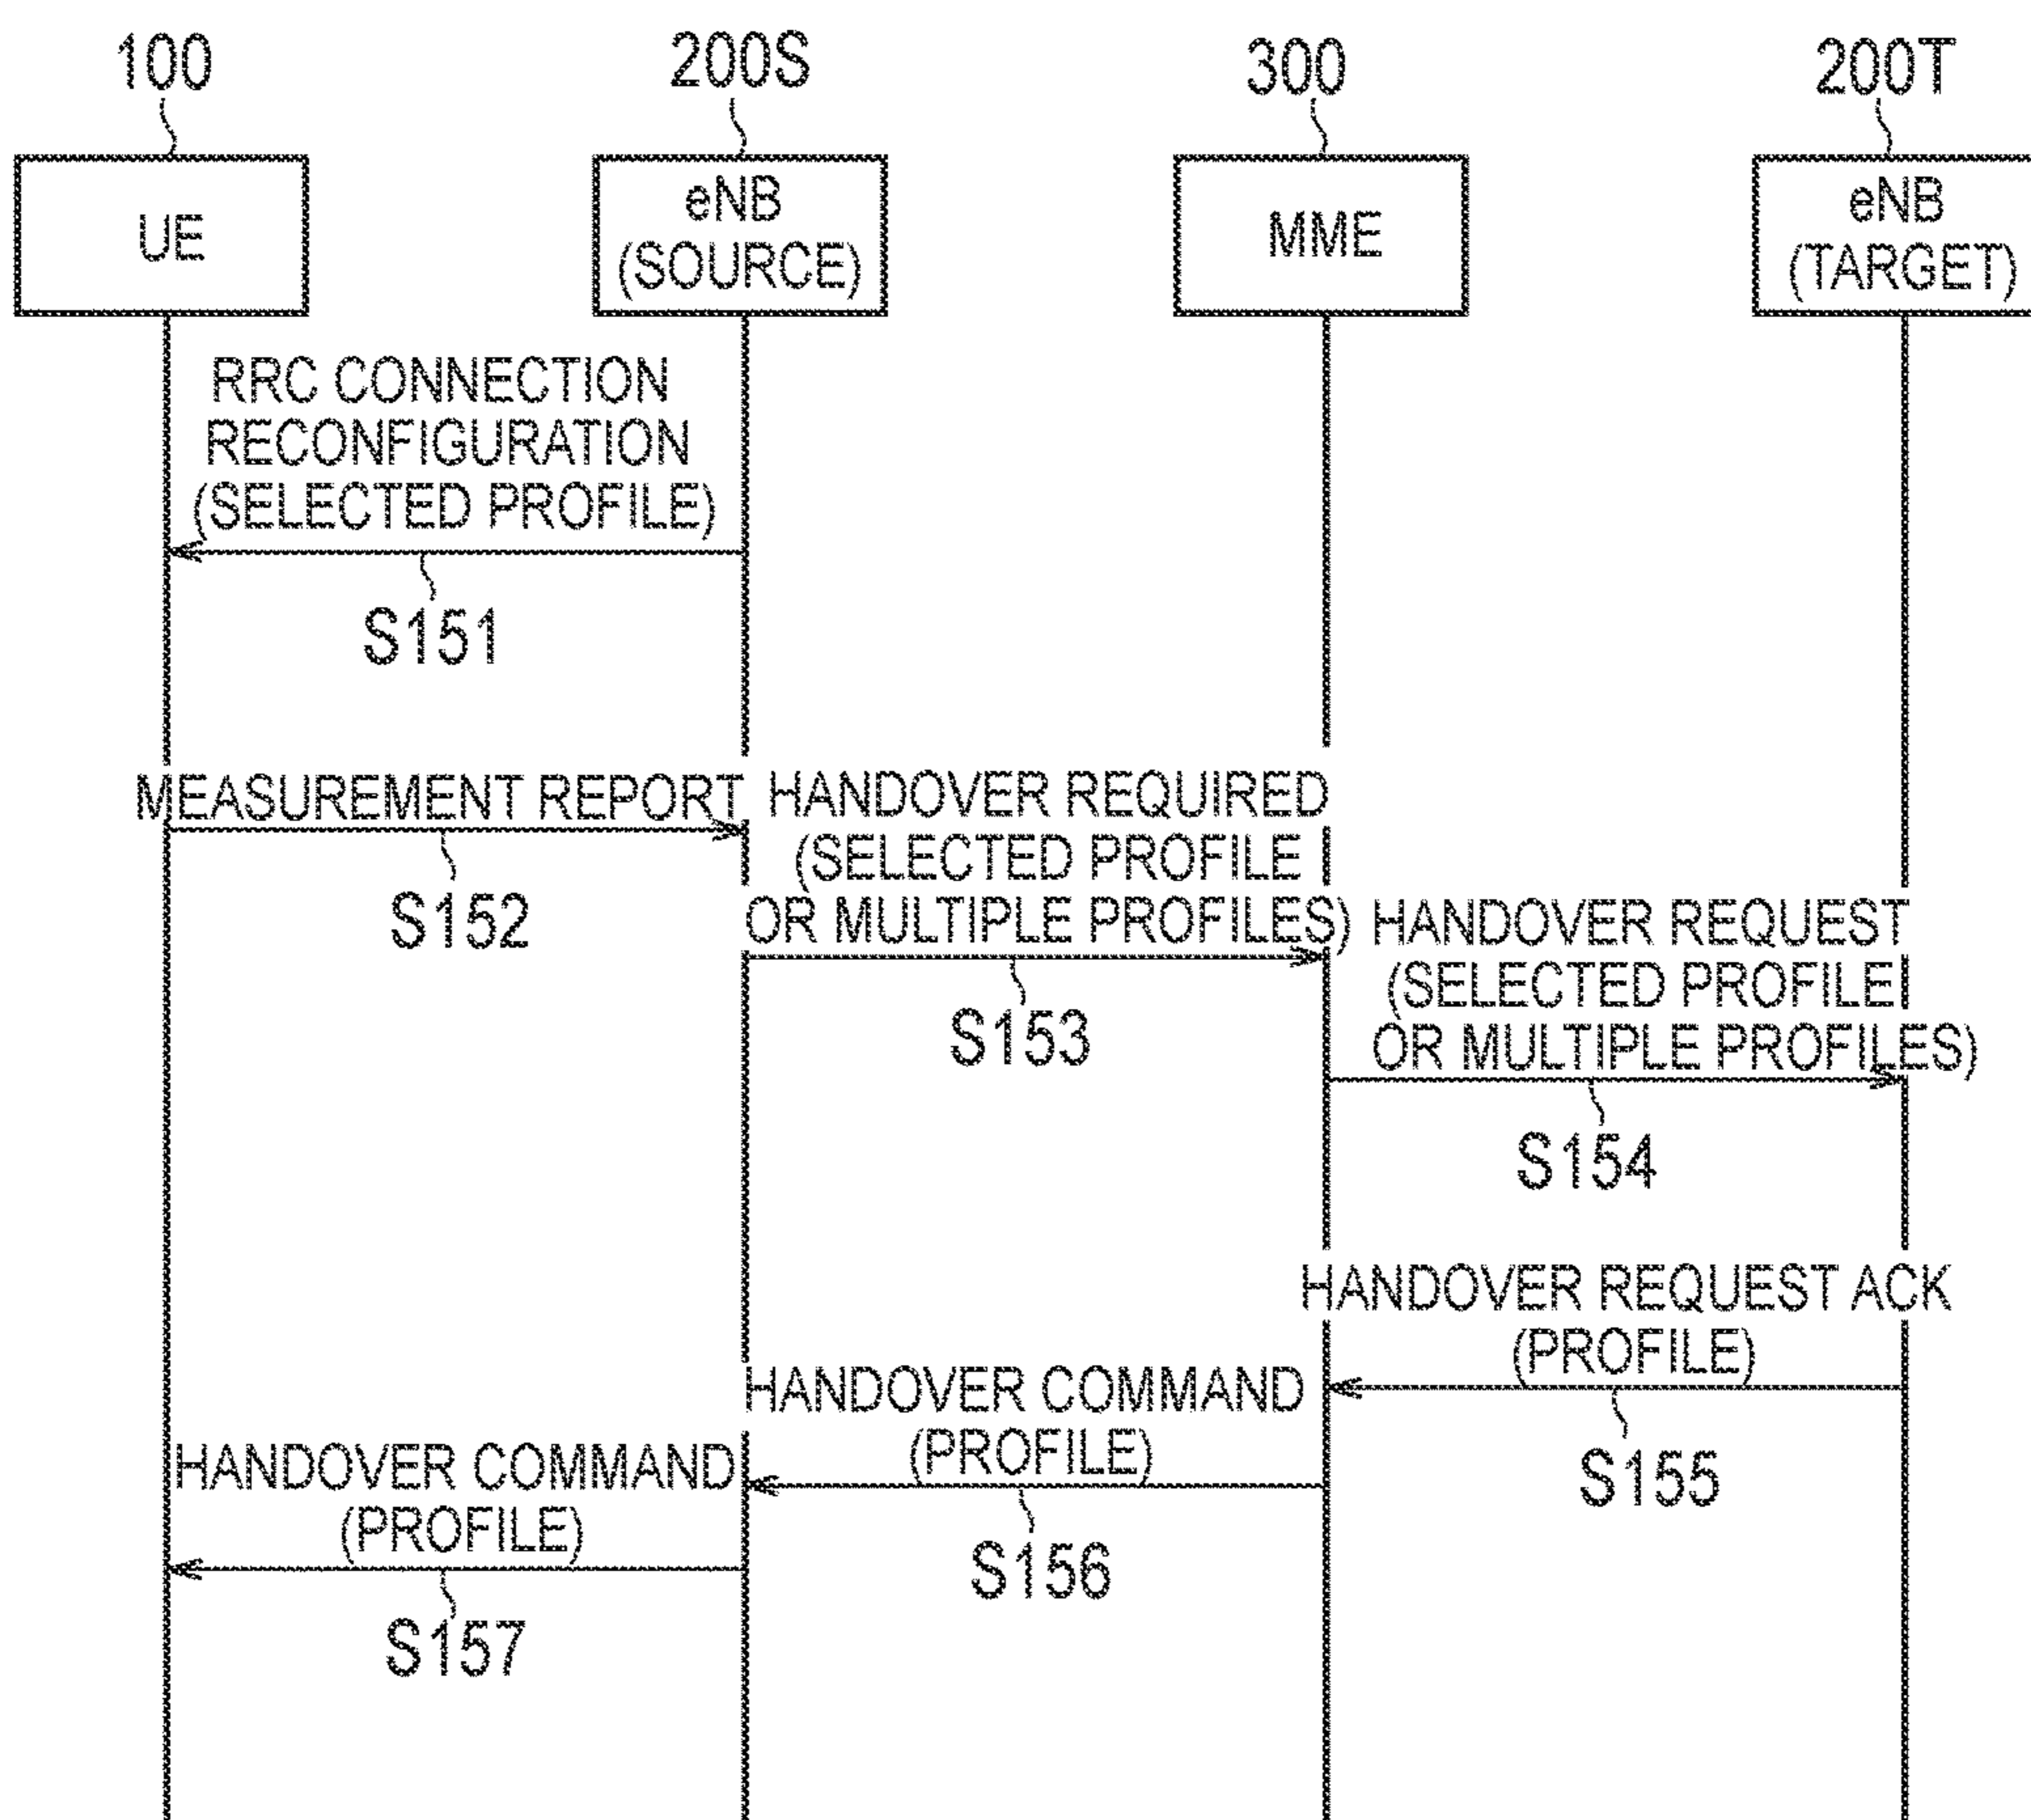 100
200S
300
200T
UE
eNB
(SOURCE)
MME
eNB
(TARGET)
RRC CONNECTION
RECONFIGURATION
(SELECTED PROFILE)
S151
MEASUREMENT REPORT
S152
HANDOVER REQUIRED
(SELECTED PROFILE
OR MULTIPLE PROFILES)
S153
HANDOVER REQUEST
(SELECTED PROFILE
OR MULTIPLE PROFILES)
S154
HANDOVER REQUEST ACK
(PROFILE)
S155
HANDOVER COMMAND
(PROFILE)
S156
HANDOVER COMMAND
(PROFILE)
S157